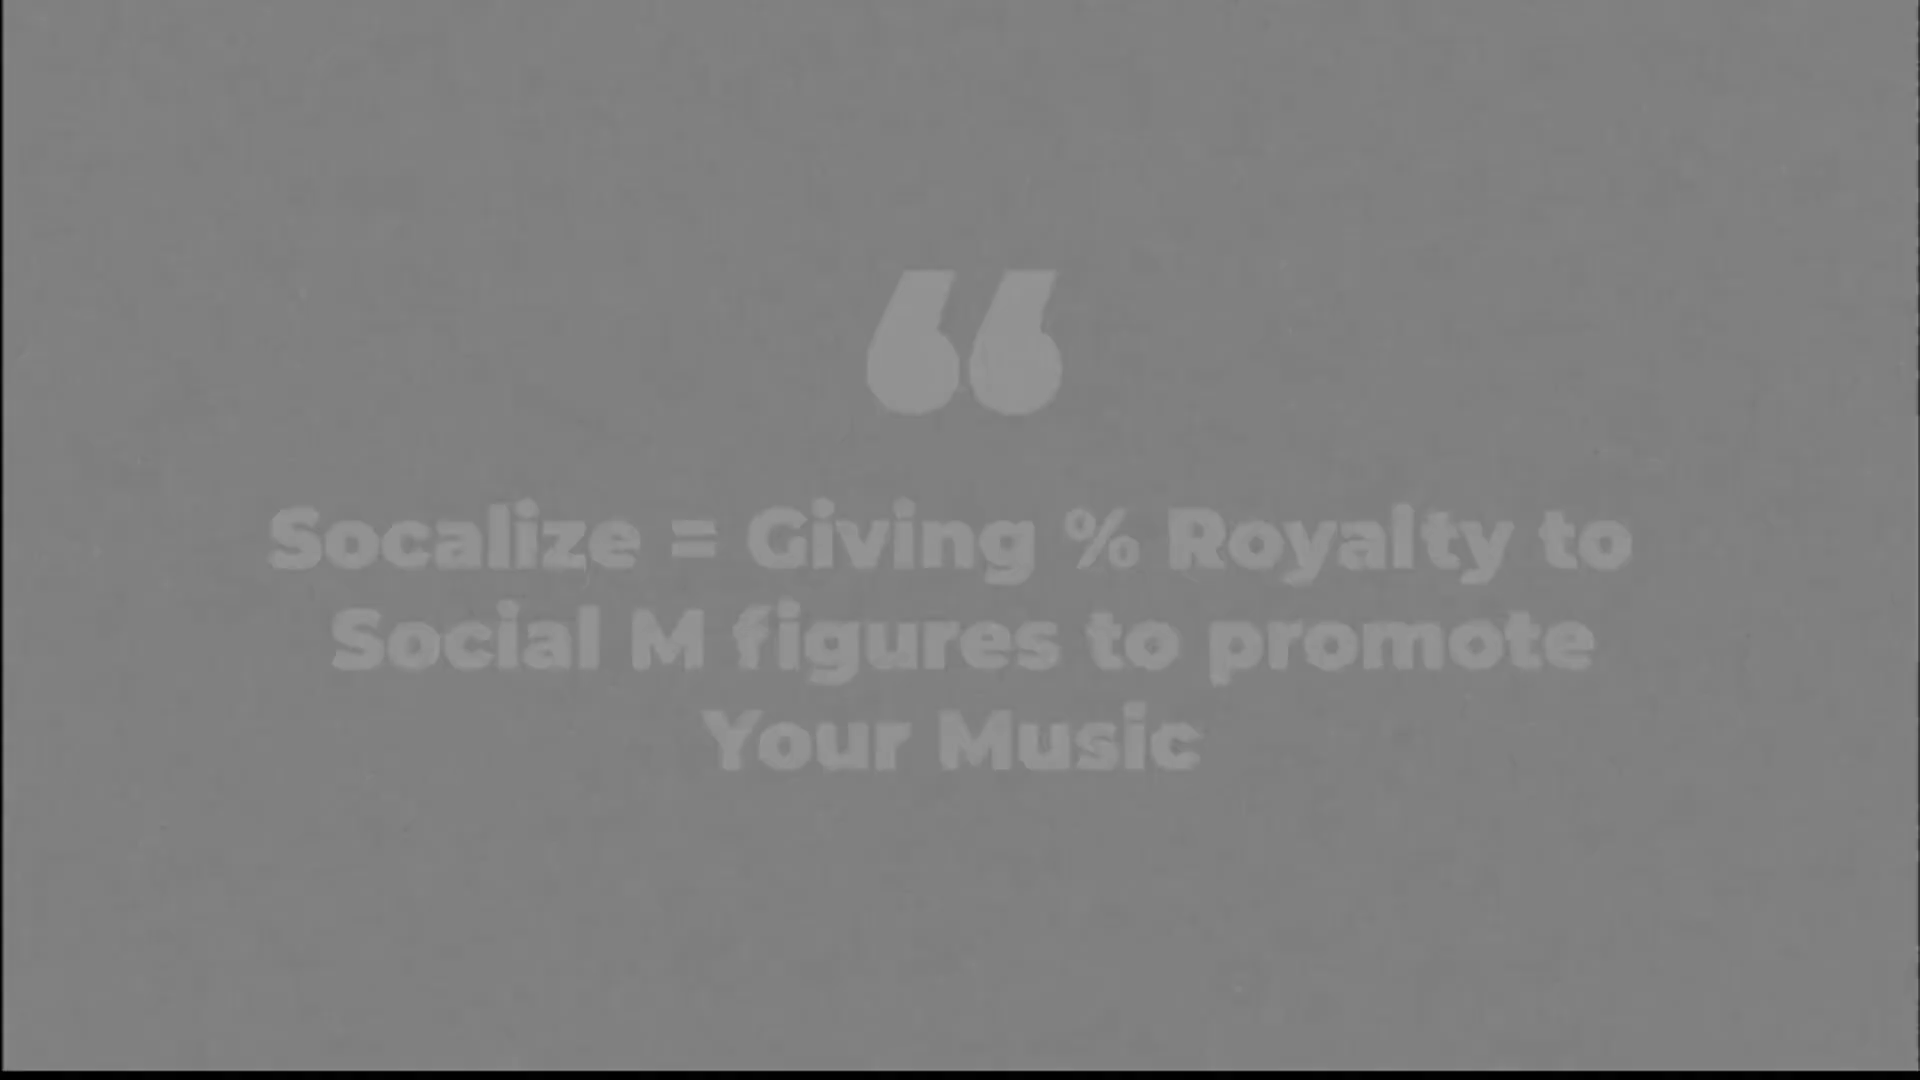 “
Socalize = Giving % Royalty to
Social M figures to promote
Your Music